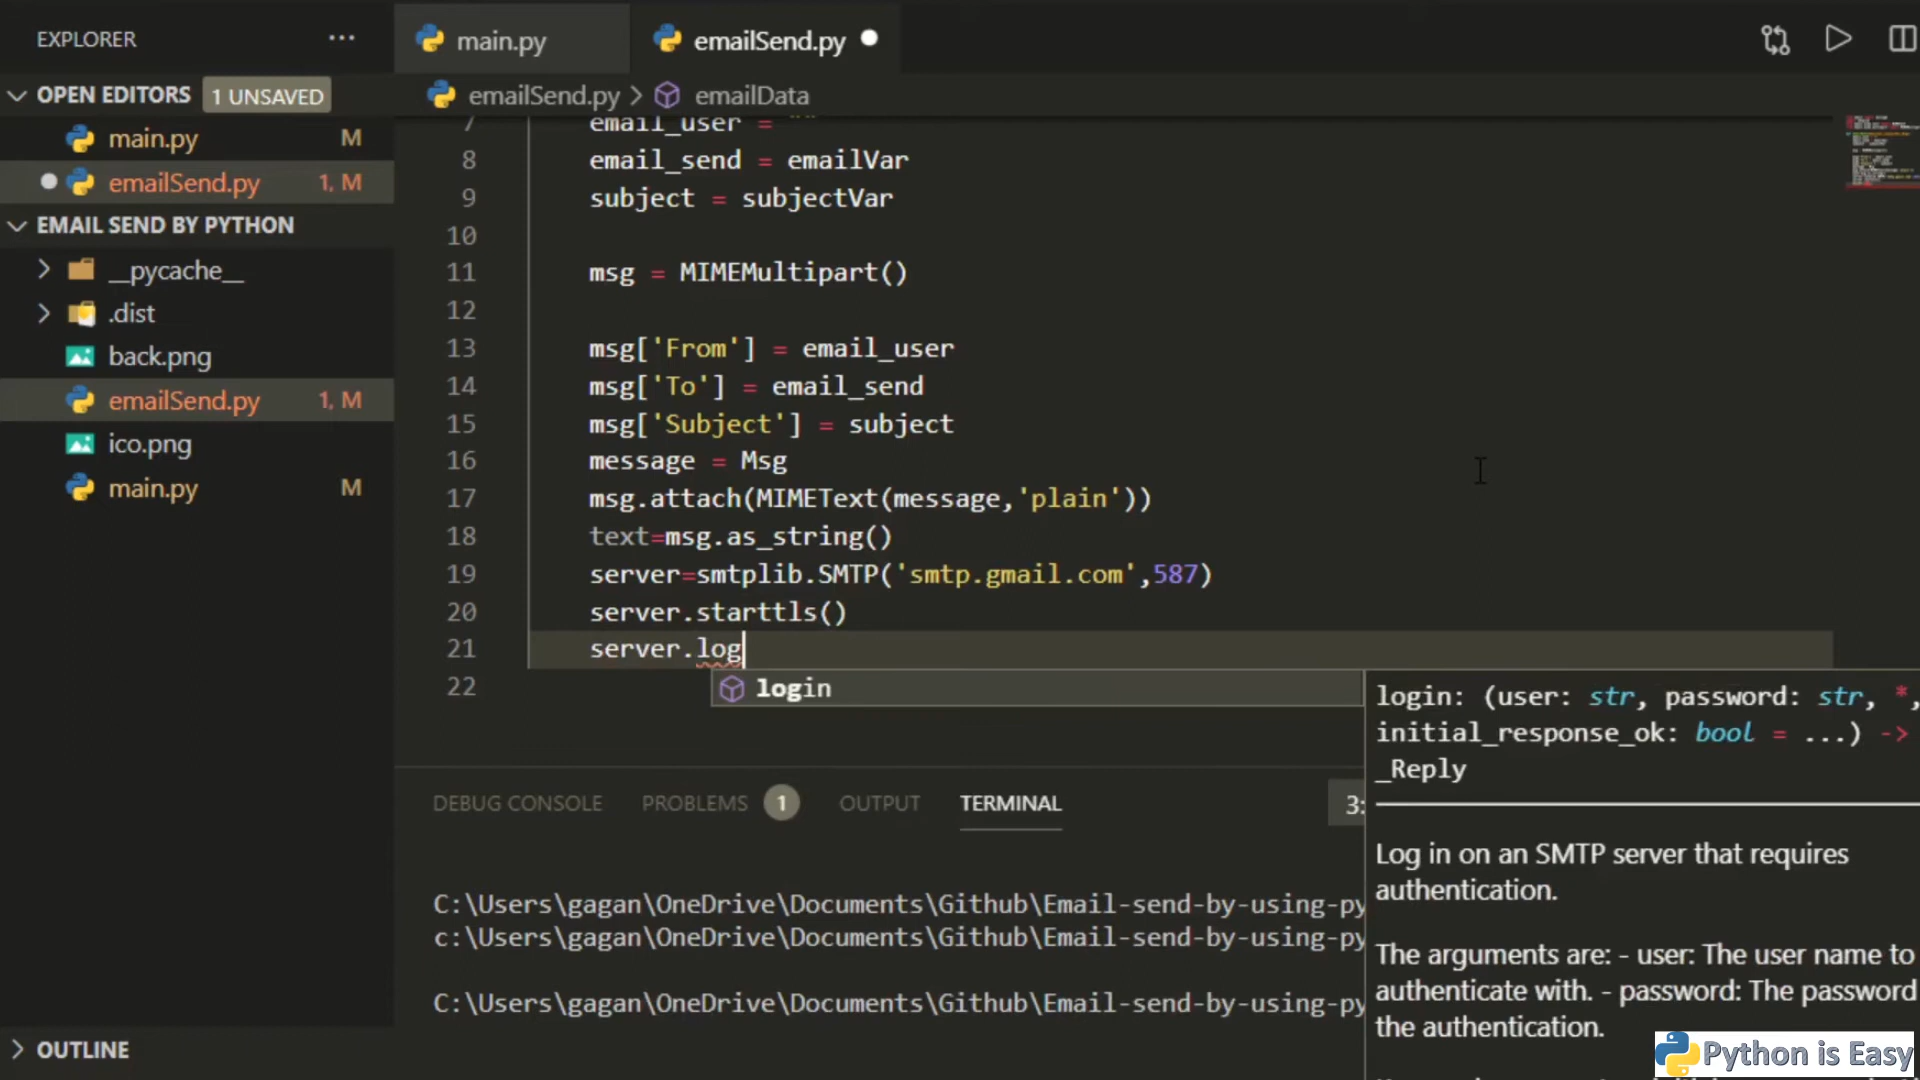 EXPLORER
main.py
emailSend.py
OPEN EDITORS 1 UNSAVED
emailSend.py > emailData
main.py M
emailSend.py 1, M
EMAIL SEND BY PYTHON
__pycache__
.dist
back.png
emailSend.py 1, M
ico.png
main.py M
7 email_user = ""
8 email_send = emailVar
9 subject = subjectVar
10
11 msg = MIMEMultipart()
12
13 msg['From'] = email_user
14 msg['To'] = email_send
15 msg['Subject'] = subject
16 message = Msg
17 msg.attach(MIMEText(message,'plain'))
18 text=msg.as_string()
19 server=smtplib.SMTP('smtp.gmail.com',587)
20 server.starttls()
21 server.log
22
login
login: (user: str, password: str, *,
initial_response_ok: bool = ...) ->
_Reply
Log in on an SMTP server that requires
authentication.
The arguments are: - user: The user name to
authenticate with. - password: The password
the authentication.
DEBUG CONSOLE PROBLEMS 1 OUTPUT TERMINAL 3:
C:\Users\gagan\OneDrive\Documents\Github\Email-send-by-using-py
c:\Users\gagan\OneDrive\Documents\Github\Email-send-by-using-py
C:\Users\gagan\OneDrive\Documents\Github\Email-send-by-using-py
OUTLINE
Python is Easy